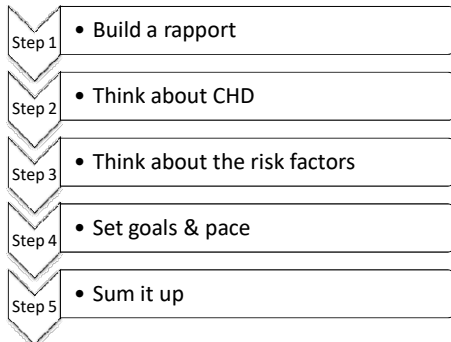 Step 1
• Build a rapport
Step 2
• Think about CHD
Step 3
• Think about the risk factors
Step 4
• Set goals & pace
Step 5
• Sum it up